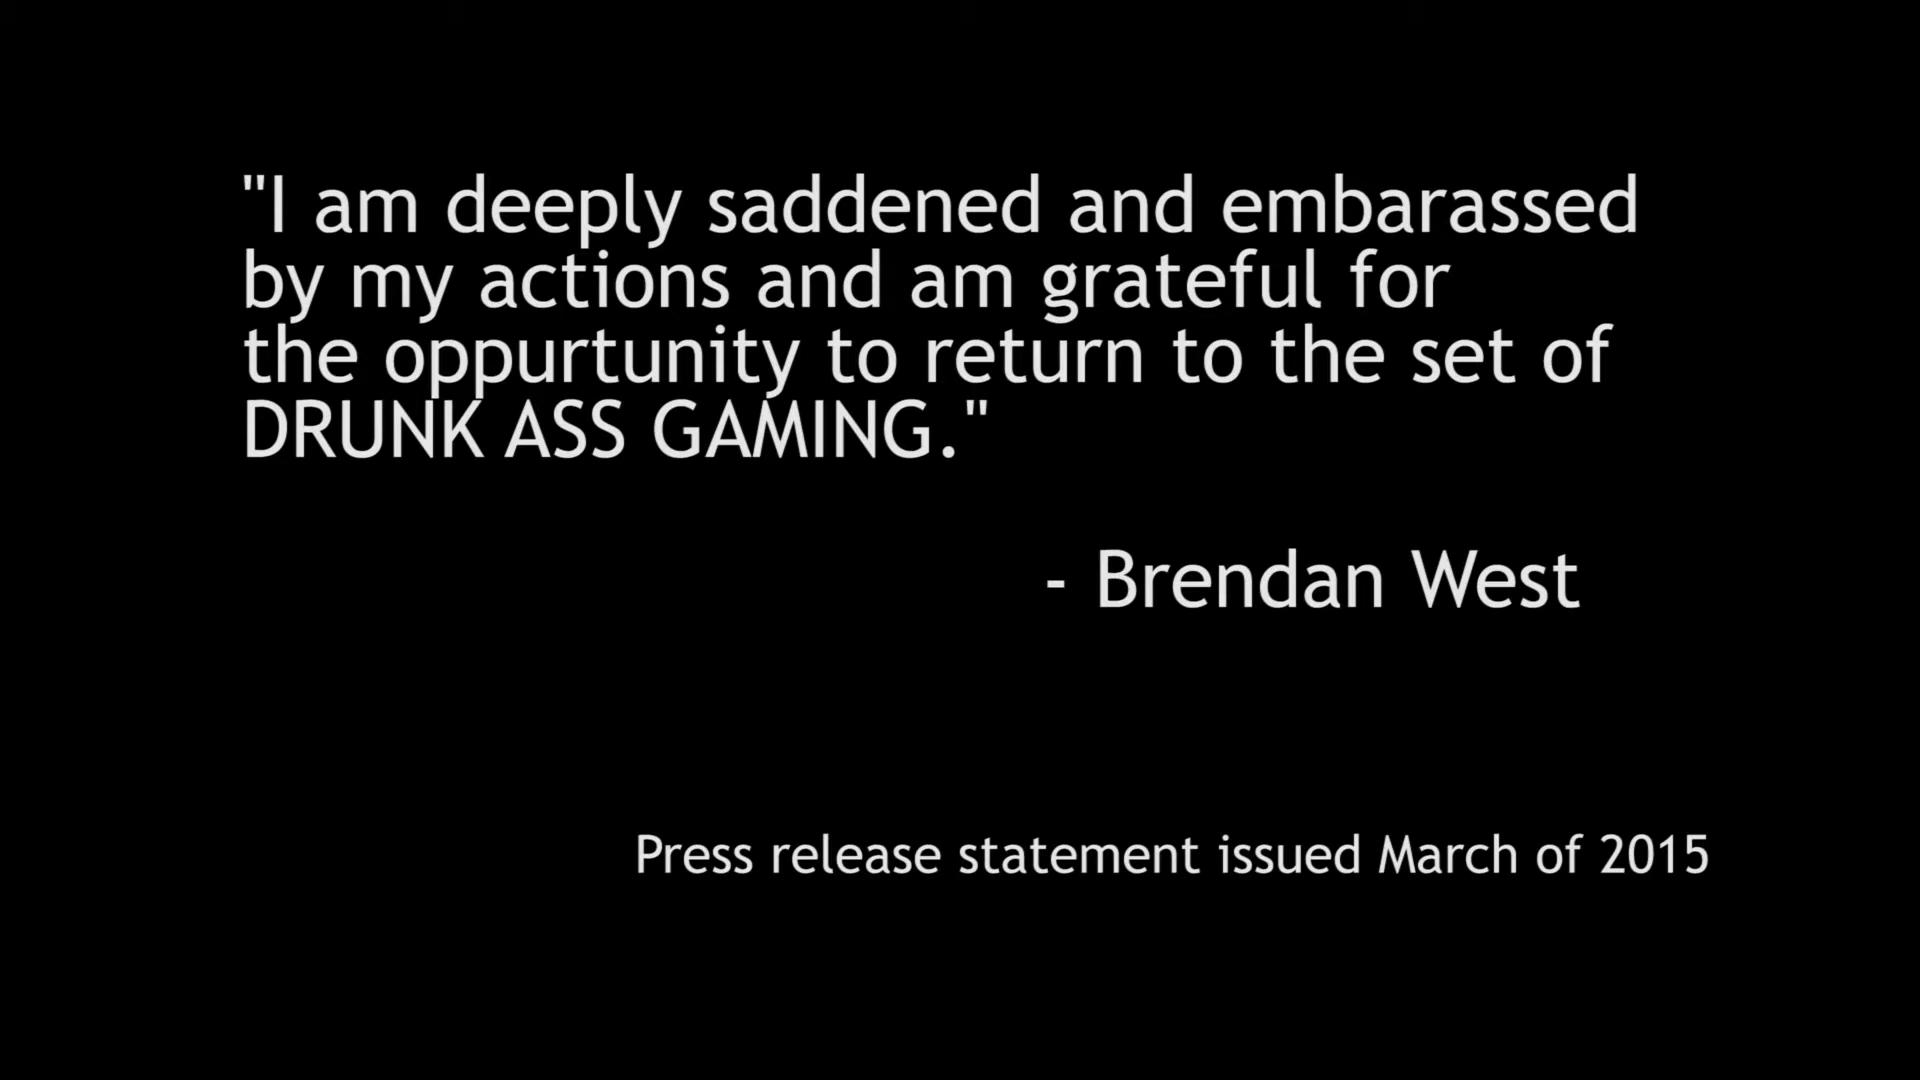 "I am deeply saddened and embarassed
by my actions and am grateful for
the oppurtunity to return to the set of
DRUNK ASS GAMING."
- Brendan West
Press release statement issued March of 2015